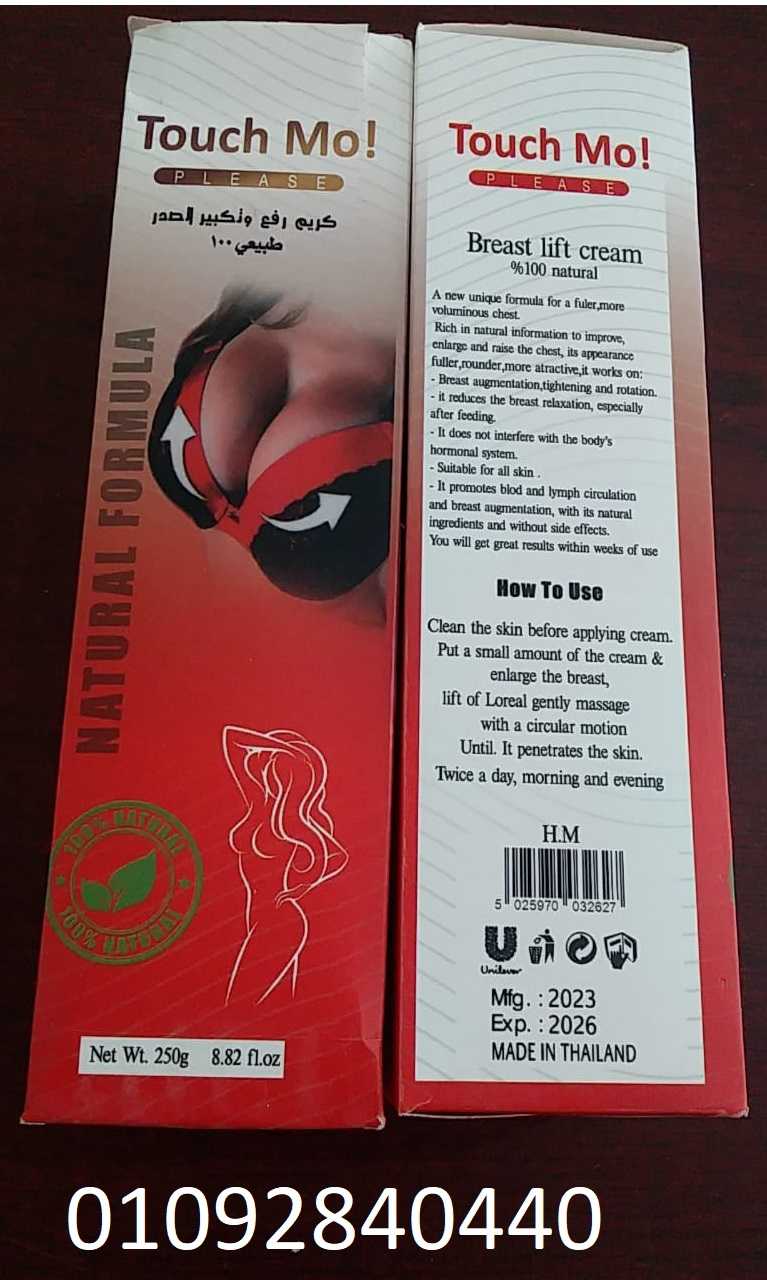 Touch Mo!
PLEASE
كريم رفع وتكبير الصدر
طبيعي ١٠٠
NATURAL FORMULA
100% NATURAL
100% NATURAL
Net Wt. 250g 8.82 fl.oz
Touch Mo!
PLEASE
Breast lift cream
%100 natural
A new unique formula for a fuler,more
voluminous chest.
Rich in natural information to improve,
enlarge and raise the chest, its appearance
fuller,rounder,more atractive,it works on:
- Breast augmentation,tightening and rotation.
- it reduces the breast relaxation, especially
after feeding.
- It does not interfere with the body's
hormonal system.
- Suitable for all skin .
- It promotes blod and lymph circulation
and breast augmentation, with its natural
ingredients and without side effects.
You will get great results within weeks of use
How To Use
Clean the skin before applying cream.
Put a small amount of the cream &
enlarge the breast,
lift of Loreal gently massage
with a circular motion
Until. It penetrates the skin.
Twice a day, morning and evening
H.M
5 025970 032627
Unilever
Mfg. : 2023
Exp. : 2026
MADE IN THAILAND
01092840440